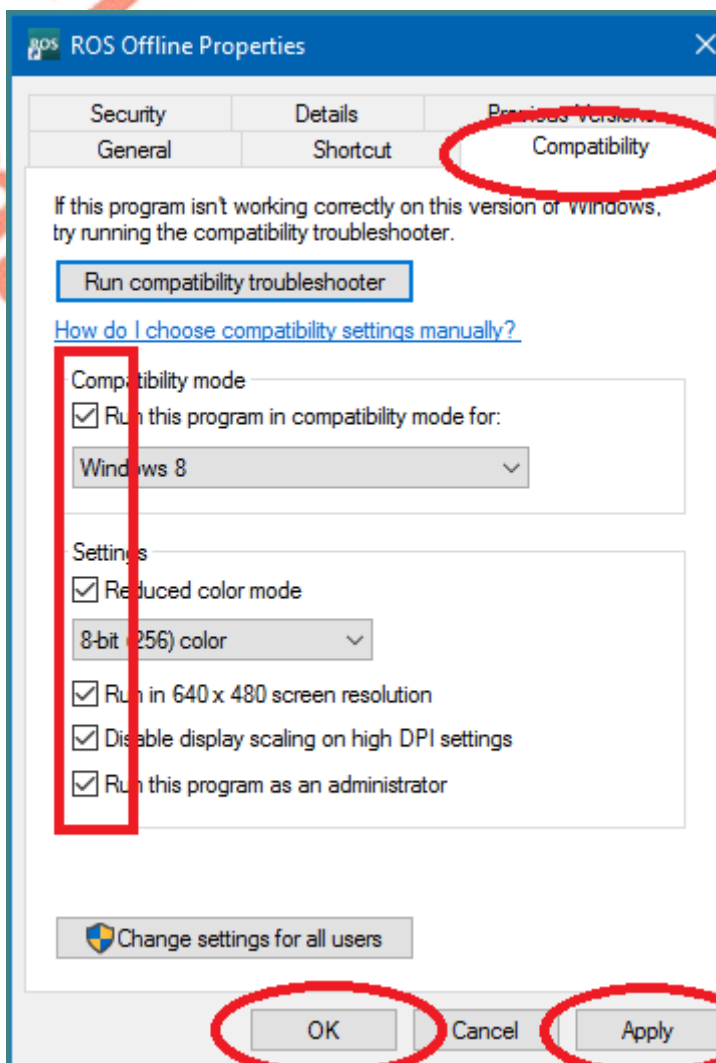 ROS ROS Offline Properties
Security Details Previous Versions
General Shortcut Compatibility
If this program isn't working correctly on this version of Windows,
try running the compatibility troubleshooter.
Run compatibility troubleshooter
How do I choose compatibility settings manually?
Compatibility mode
Run this program in compatibility mode for:
Windows 8
Settings
Reduced color mode
8-bit (256) color
Run in 640 x 480 screen resolution
Disable display scaling on high DPI settings
Run this program as an administrator
Change settings for all users
OK Cancel Apply